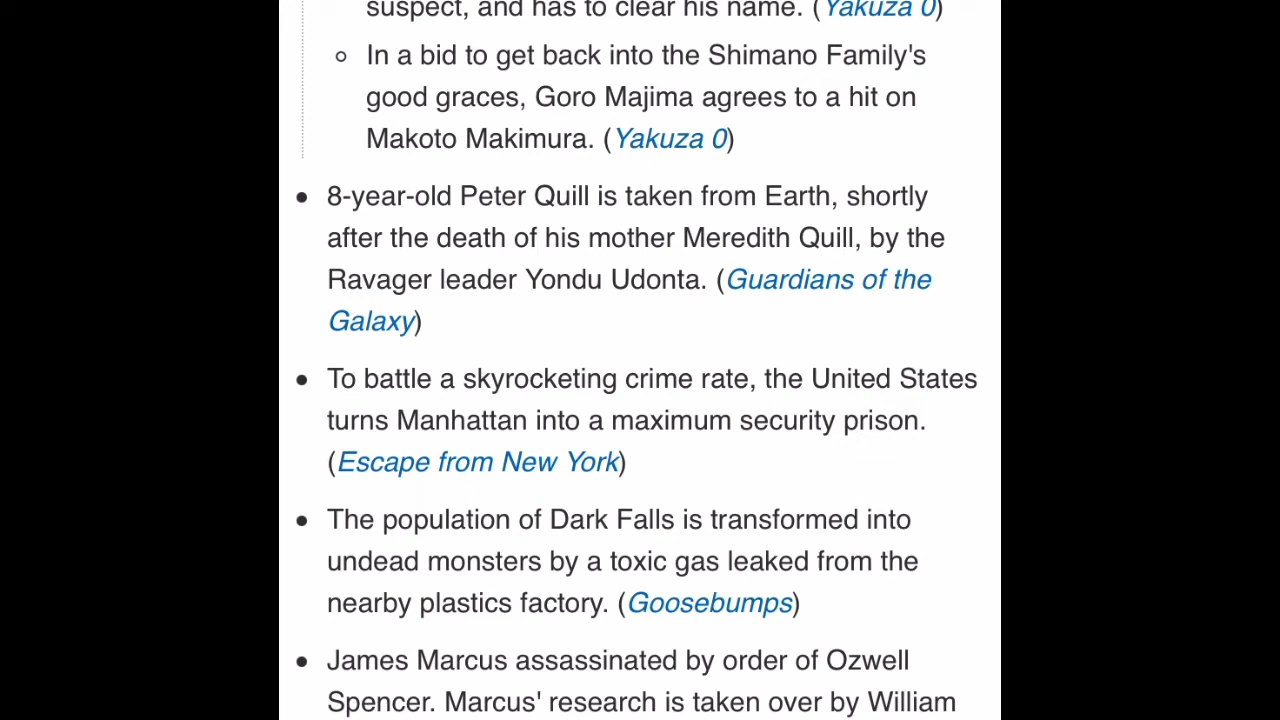 suspect, and has to clear his name. (Yakuza 0)
In a bid to get back into the Shimano Family's
good graces, Goro Majima agrees to a hit on
Makoto Makimura. (Yakuza 0)
8-year-old Peter Quill is taken from Earth, shortly
after the death of his mother Meredith Quill, by the
Ravager leader Yondu Udonta. (Guardians of the
Galaxy)
To battle a skyrocketing crime rate, the United States
turns Manhattan into a maximum security prison.
(Escape from New York)
The population of Dark Falls is transformed into
undead monsters by a toxic gas leaked from the
nearby plastics factory. (Goosebumps)
James Marcus assassinated by order of Ozwell
Spencer. Marcus' research is taken over by William